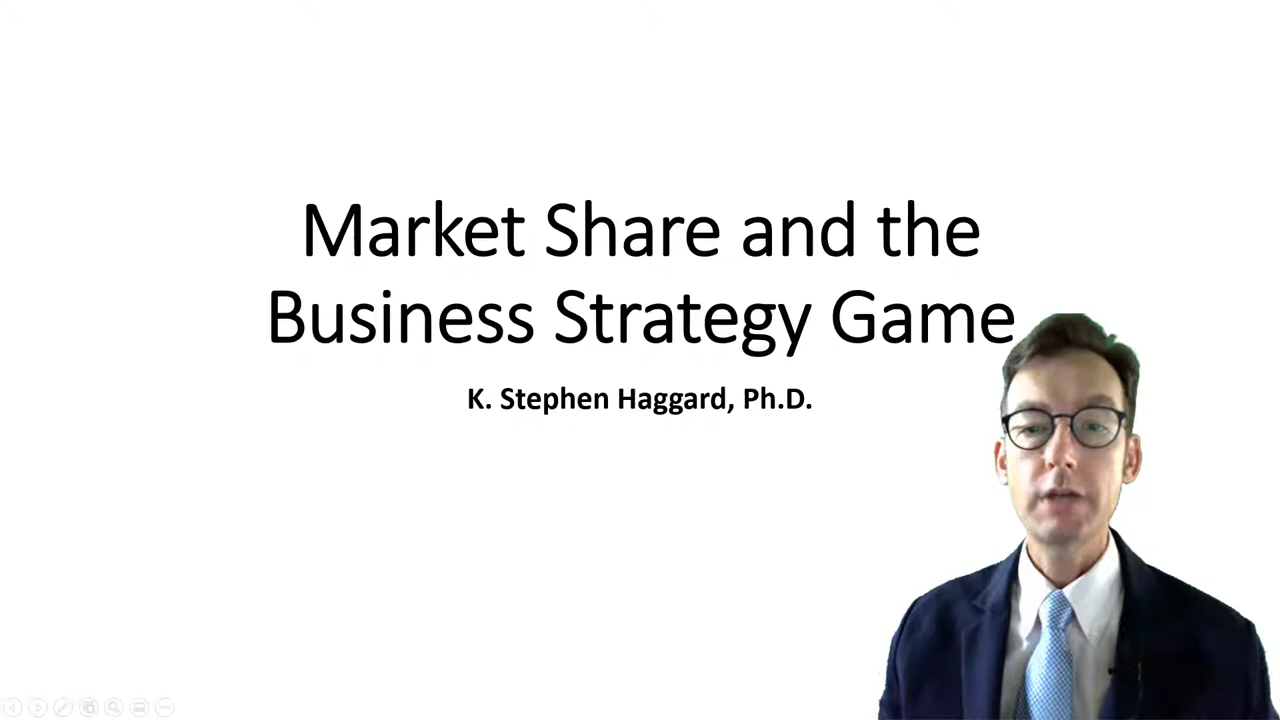 Market Share and the
Business Strategy Game
K. Stephen Haggard, Ph.D.